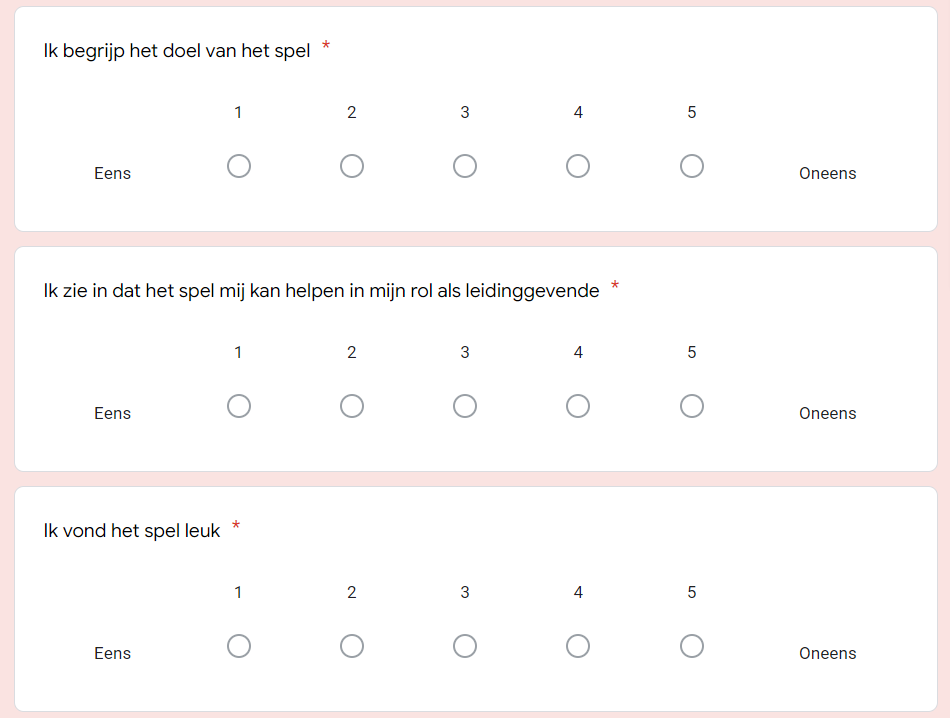 Ik begrijp het doel van het spel *
1 2 3 4 5
Eens Oneens
Ik zie in dat het spel mij kan helpen in mijn rol als leidinggevende *
1 2 3 4 5
Eens Oneens
Ik vond het spel leuk *
1 2 3 4 5
Eens Oneens